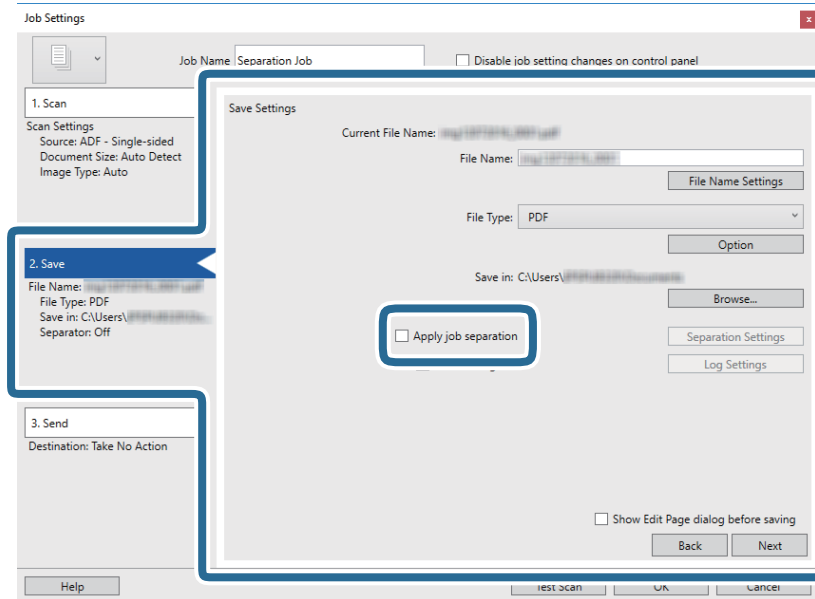 Job Settings
x
Job Name Separation Job
Disable job setting changes on control panel
1. Scan
Scan Settings
Source: ADF - Single-sided
Document Size: Auto Detect
Image Type: Auto
2. Save
File Name:
File Type: PDF
Save in: C:\Users\
Separator: Off
3. Send
Destination: Take No Action
Save Settings
Current File Name:
File Name:
File Name Settings
File Type: PDF
Option
Save in: C:\Users\
Browse...
Apply job separation
Separation Settings
Log Settings
Show Edit Page dialog before saving
Back
Next
Help
Test Scan
OK
Cancel